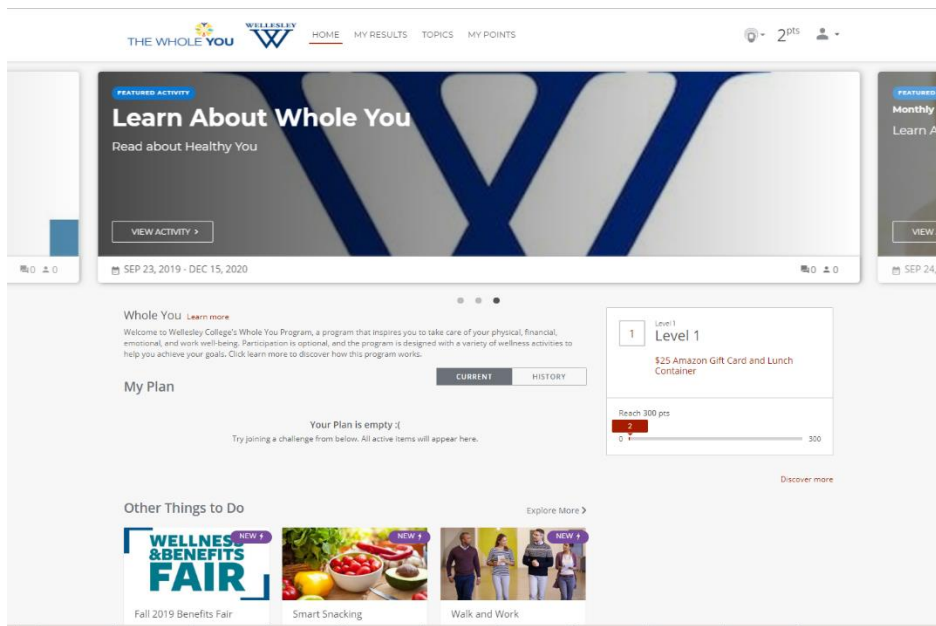 THE WHOLE YOU
WELLESLEY
W
HOME MY RESULTS TOPICS MY POINTS
2 pts
FEATURED ACTIVITY
Learn About Whole You
Read about Healthy You
VIEW ACTIVITY >
SEP 23, 2019 - DEC 15, 2020
0 0
0 0
FEATURED
Monthly
Learn A
VIEW
SEP 24,
Whole You Learn more
Welcome to Wellesley College's Whole You Program, a program that inspires you to take care of your physical, financial,
emotional, and work well-being. Participation is optional, and the program is designed with a variety of wellness activities to
help you achieve your goals. Click learn more to discover how this program works.
My Plan
CURRENT HISTORY
Your Plan is empty :(
Try joining a challenge from below. All active items will appear here.
1
Level 1
Level 1
$25 Amazon Gift Card and Lunch
Container
Reach 300 pts
2
0 300
Discover more
Other Things to Do
Explore More >
WELLNESS
&BENEFITS
FAIR
NEW
Fall 2019 Benefits Fair
NEW
Smart Snacking
NEW
Walk and Work